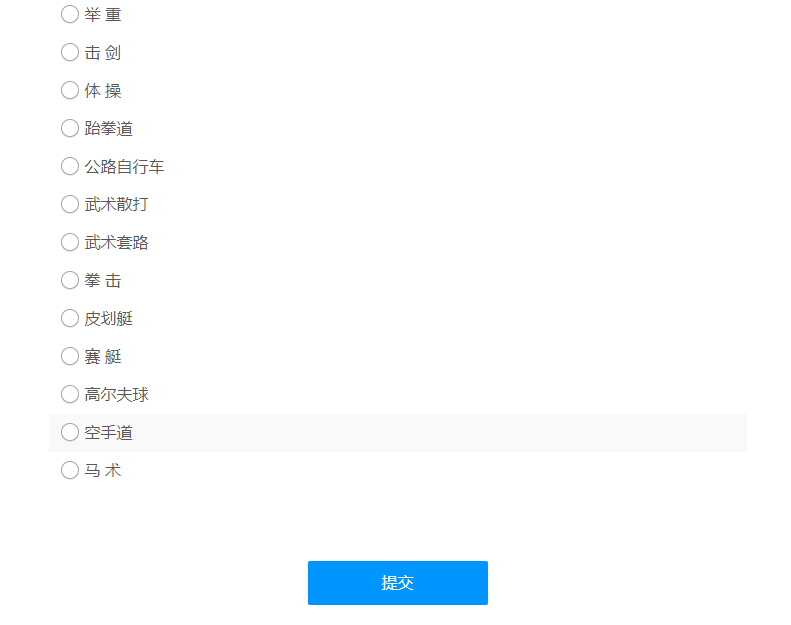 举 重
击 剑
体 操
跆拳道
公路自行车
武术散打
武术套路
拳 击
皮划艇
赛 艇
高尔夫球
空手道
马 术
提交